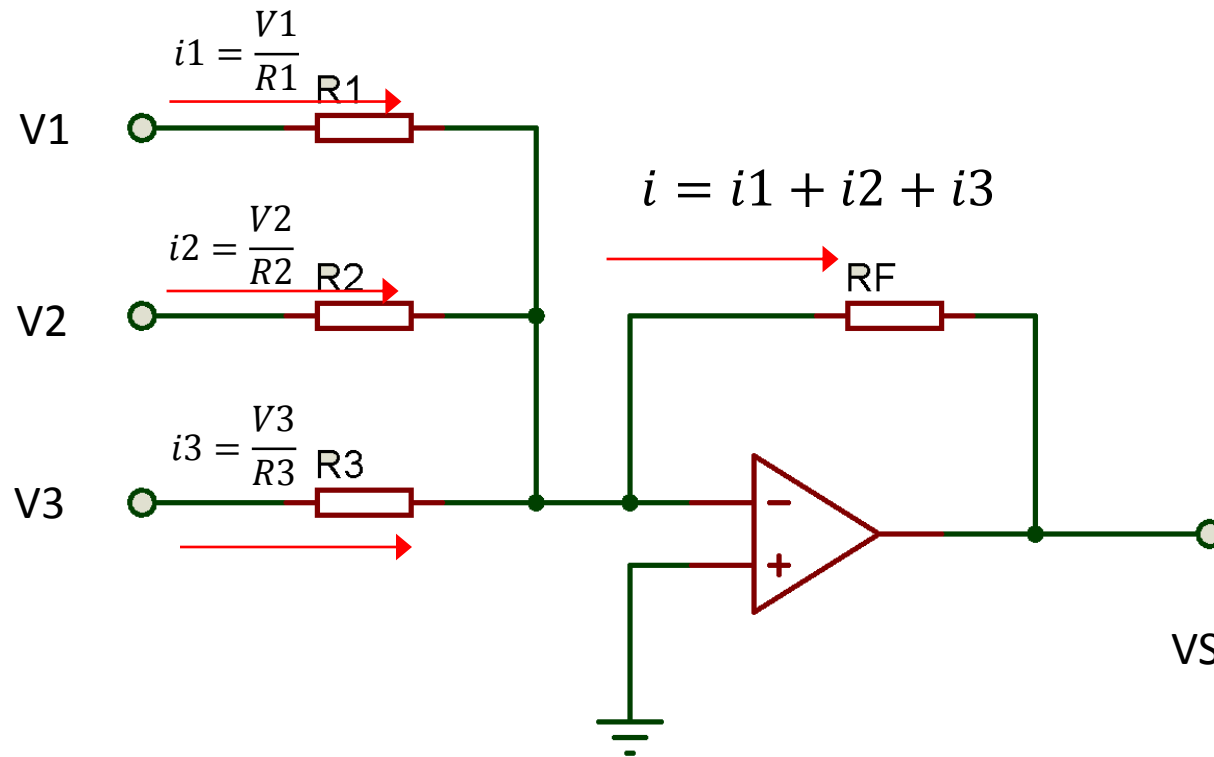 i1 = V1/R1
R1
V1
i = i1 + i2 + i3
i2 = V2/R2
R2
RF
V2
i3 = V3/R3
R3
V3
−
+
VS